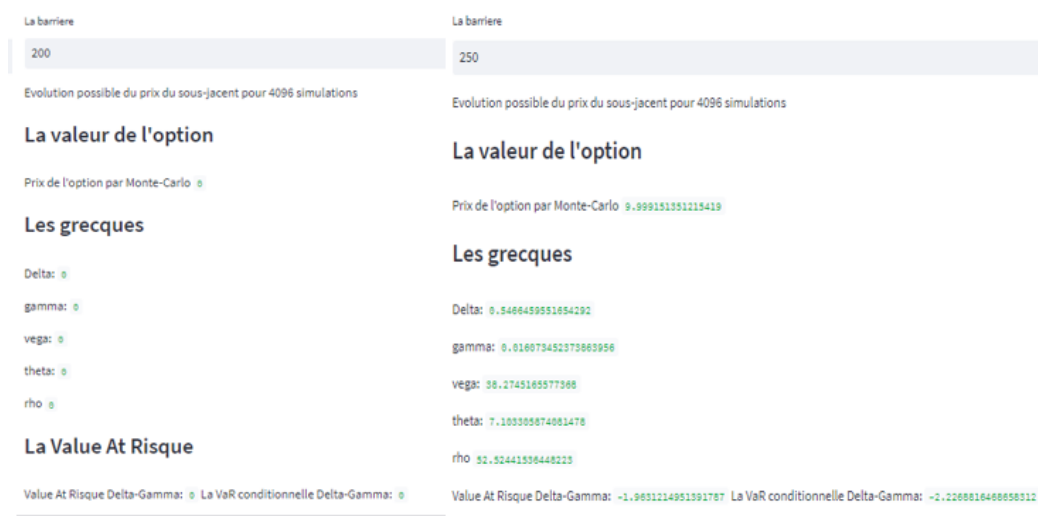 La barriere
200
Evolution possible du prix du sous-jacent pour 4096 simulations
La valeur de l'option
Prix de l'option par Monte-Carlo 0
Les grecques
Delta: 0
gamma: 0
vega: 0
theta: 0
rho 0
La Value At Risque
Value At Risque Delta-Gamma: 0 La VaR conditionnelle Delta-Gamma: 0
La barriere
250
Evolution possible du prix du sous-jacent pour 4096 simulations
La valeur de l'option
Prix de l'option par Monte-Carlo 9.999151351215419
Les grecques
Delta: 0.5466459551654292
gamma: 0.016073452373863956
vega: 38.2745165577368
theta: 7.103305874081478
rho 52.52441536448223
Value At Risque Delta-Gamma: -1.9631214951391787 La VaR conditionnelle Delta-Gamma: -2.2268816468658312